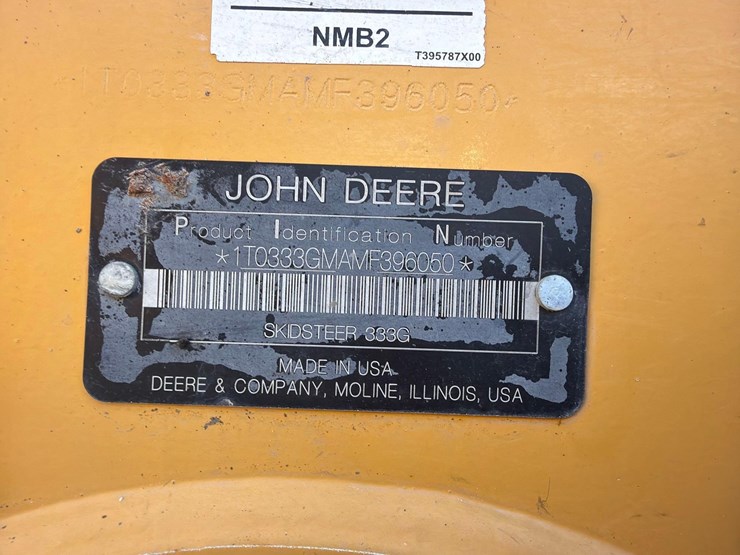 NMB2
T395787X00
1T0333GMAMF396050
JOHN DEERE
Product Identification Number
*1T0333GMAMF396050*
SKIDSTEER 333G
MADE IN USA
DEERE & COMPANY, MOLINE, ILLINOIS, USA